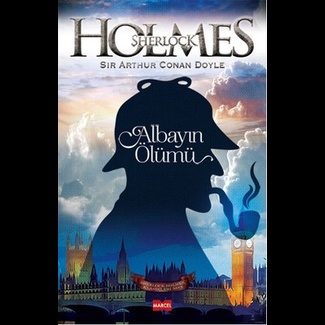 HOLMES
SHERLOCK
SIR ARTHUR CONAN DOYLE
Albayın
Ölümü
MARCEL